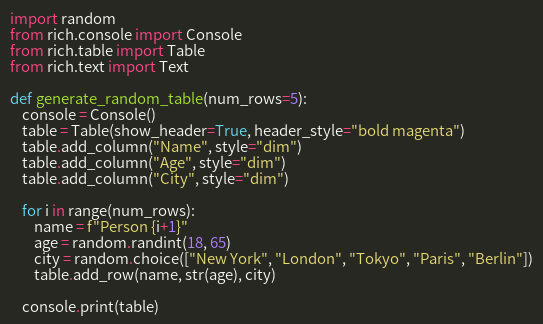 import random
from rich.console import Console
from rich.table import Table
from rich.text import Text

def generate_random_table(num_rows=5):
    console = Console()
    table = Table(show_header=True, header_style="bold magenta")
    table.add_column("Name", style="dim")
    table.add_column("Age", style="dim")
    table.add_column("City", style="dim")

    for i in range(num_rows):
        name = f"Person {i+1}"
        age = random.randint(18, 65)
        city = random.choice(["New York", "London", "Tokyo", "Paris", "Berlin"])
        table.add_row(name, str(age), city)

    console.print(table)